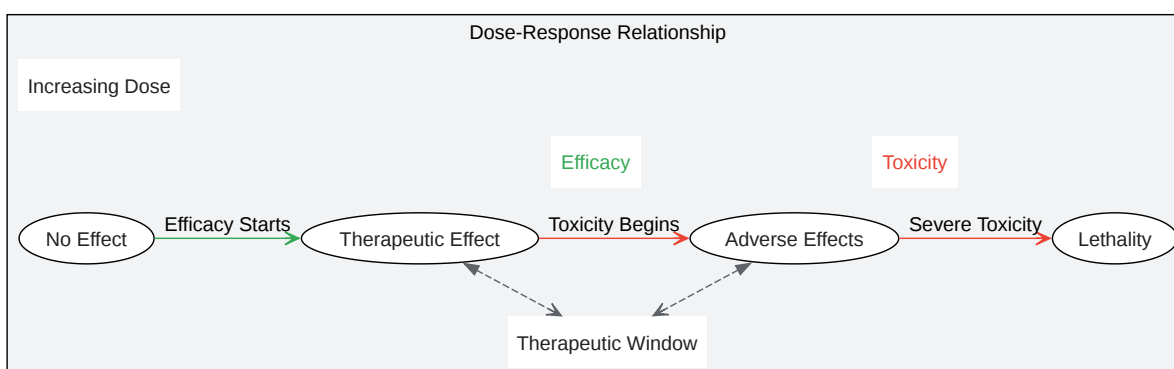 Dose-Response Relationship
Increasing Dose
Efficacy
Toxicity
No Effect
Efficacy Starts
Therapeutic Effect
Toxicity Begins
Adverse Effects
Severe Toxicity
Lethality
Therapeutic Window